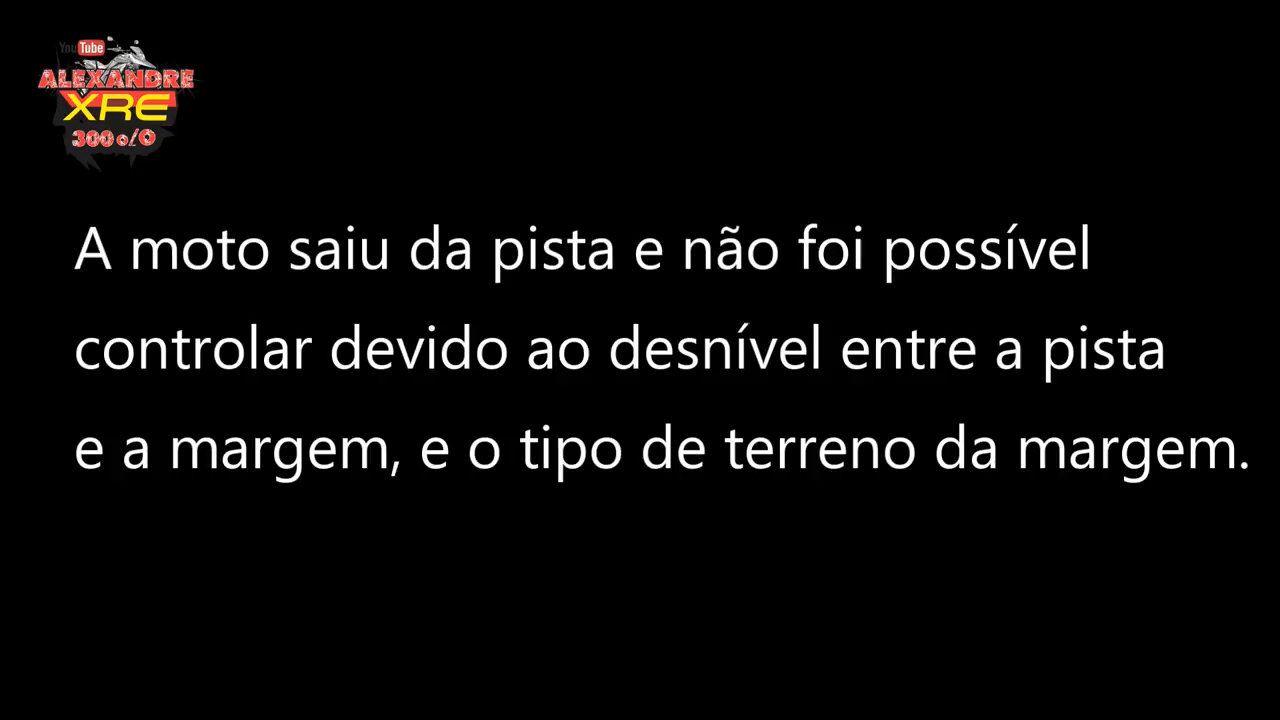 YouTube
ALEXANDRE
XRE
300 o/O
A moto saiu da pista e não foi possível
controlar devido ao desnível entre a pista
e a margem, e o tipo de terreno da margem.